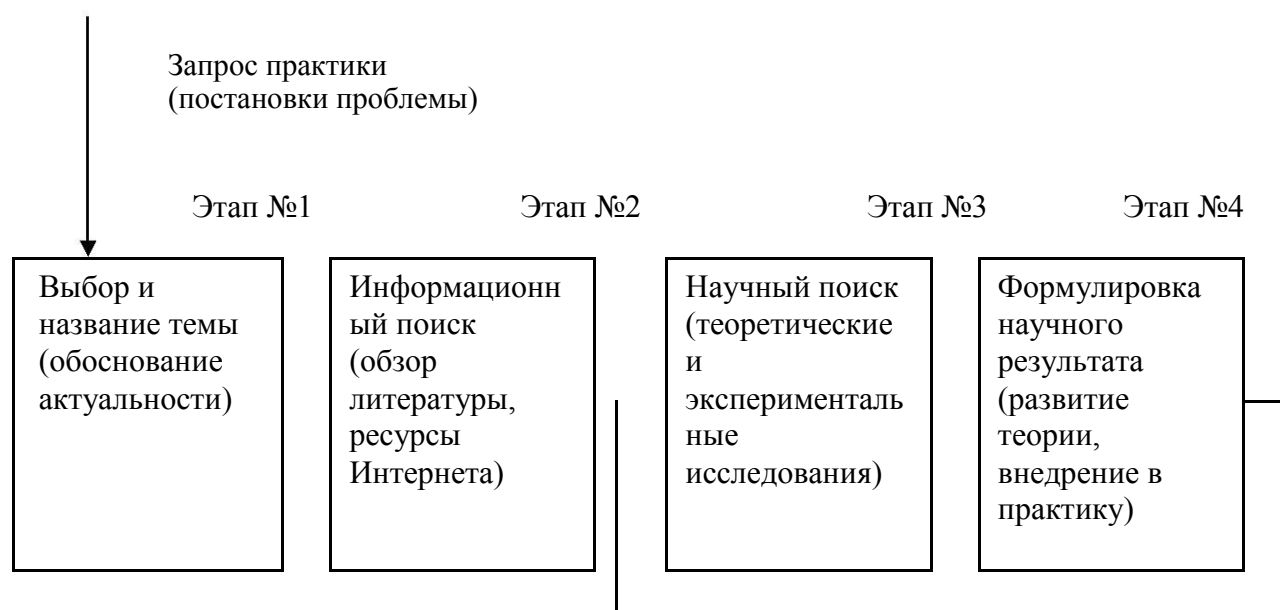 Запрос практики
(постановки проблемы)
Этап №1
Этап №2
Этап №3
Этап №4
Выбор и
название темы
(обоснование
актуальности)
Информационн
ый поиск
(обзор
литературы,
ресурсы
Интернета)
Научный поиск
(теоретические
и
эксперименталь
ные
исследования)
Формулировка
научного
результата
(развитие
теории,
внедрение в
практику)